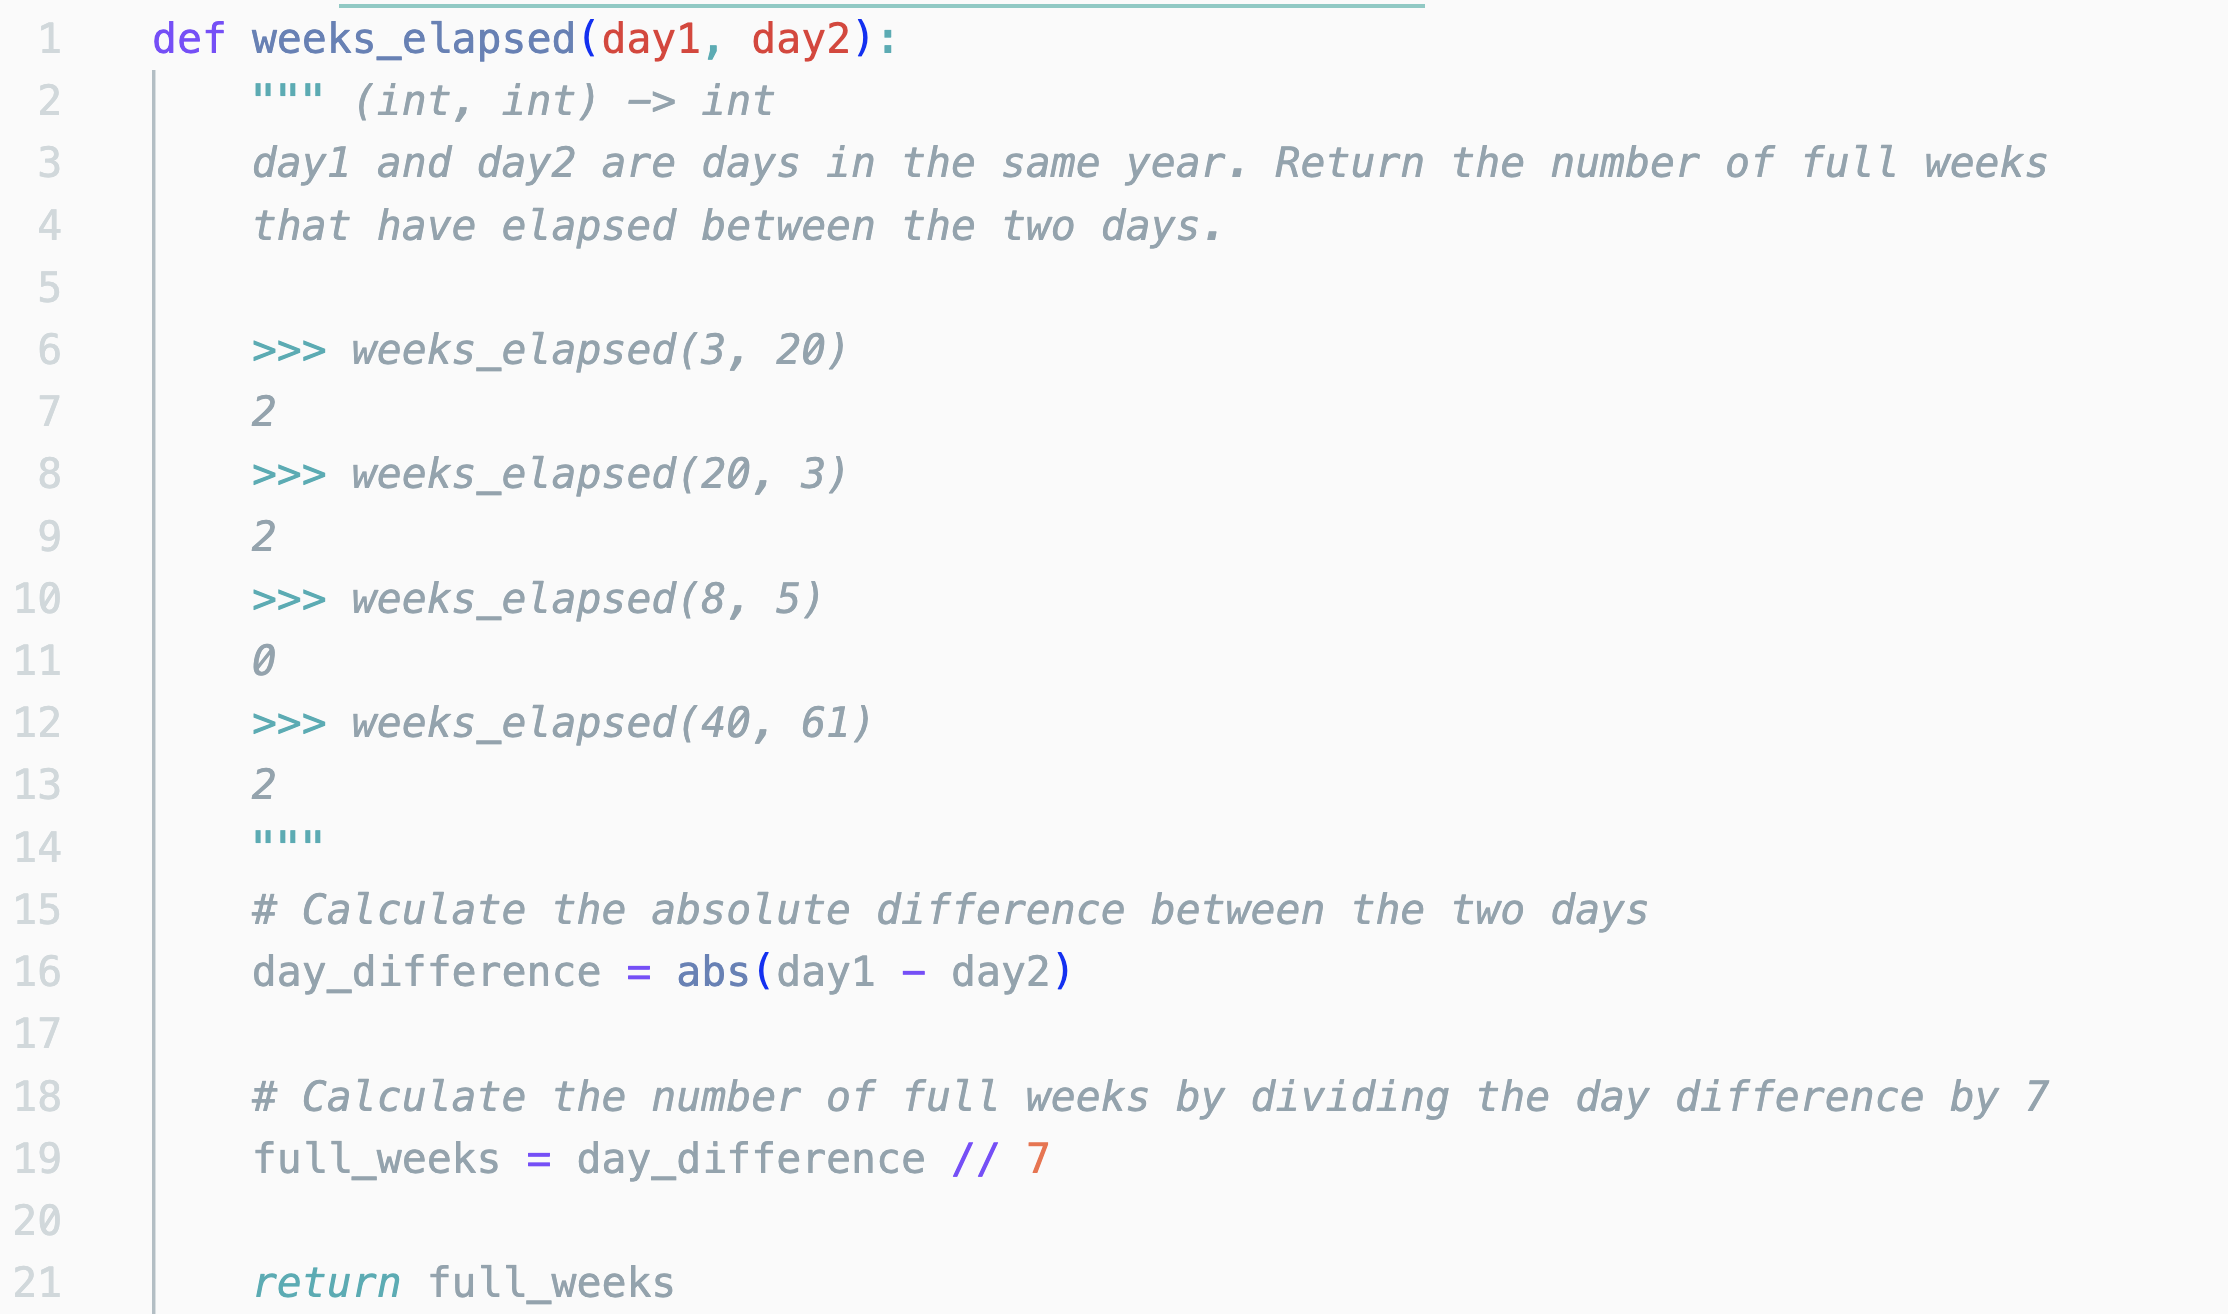 1 def weeks_elapsed(day1, day2):
2 """ (int, int) -> int
3 day1 and day2 are days in the same year. Return the number of full weeks
4 that have elapsed between the two days.
5
6 >>> weeks_elapsed(3, 20)
7 2
8 >>> weeks_elapsed(20, 3)
9 2
10 >>> weeks_elapsed(8, 5)
11 0
12 >>> weeks_elapsed(40, 61)
13 2
14 """
15 # Calculate the absolute difference between the two days
16 day_difference = abs(day1 - day2)
17
18 # Calculate the number of full weeks by dividing the day difference by 7
19 full_weeks = day_difference // 7
20
21 return full_weeks